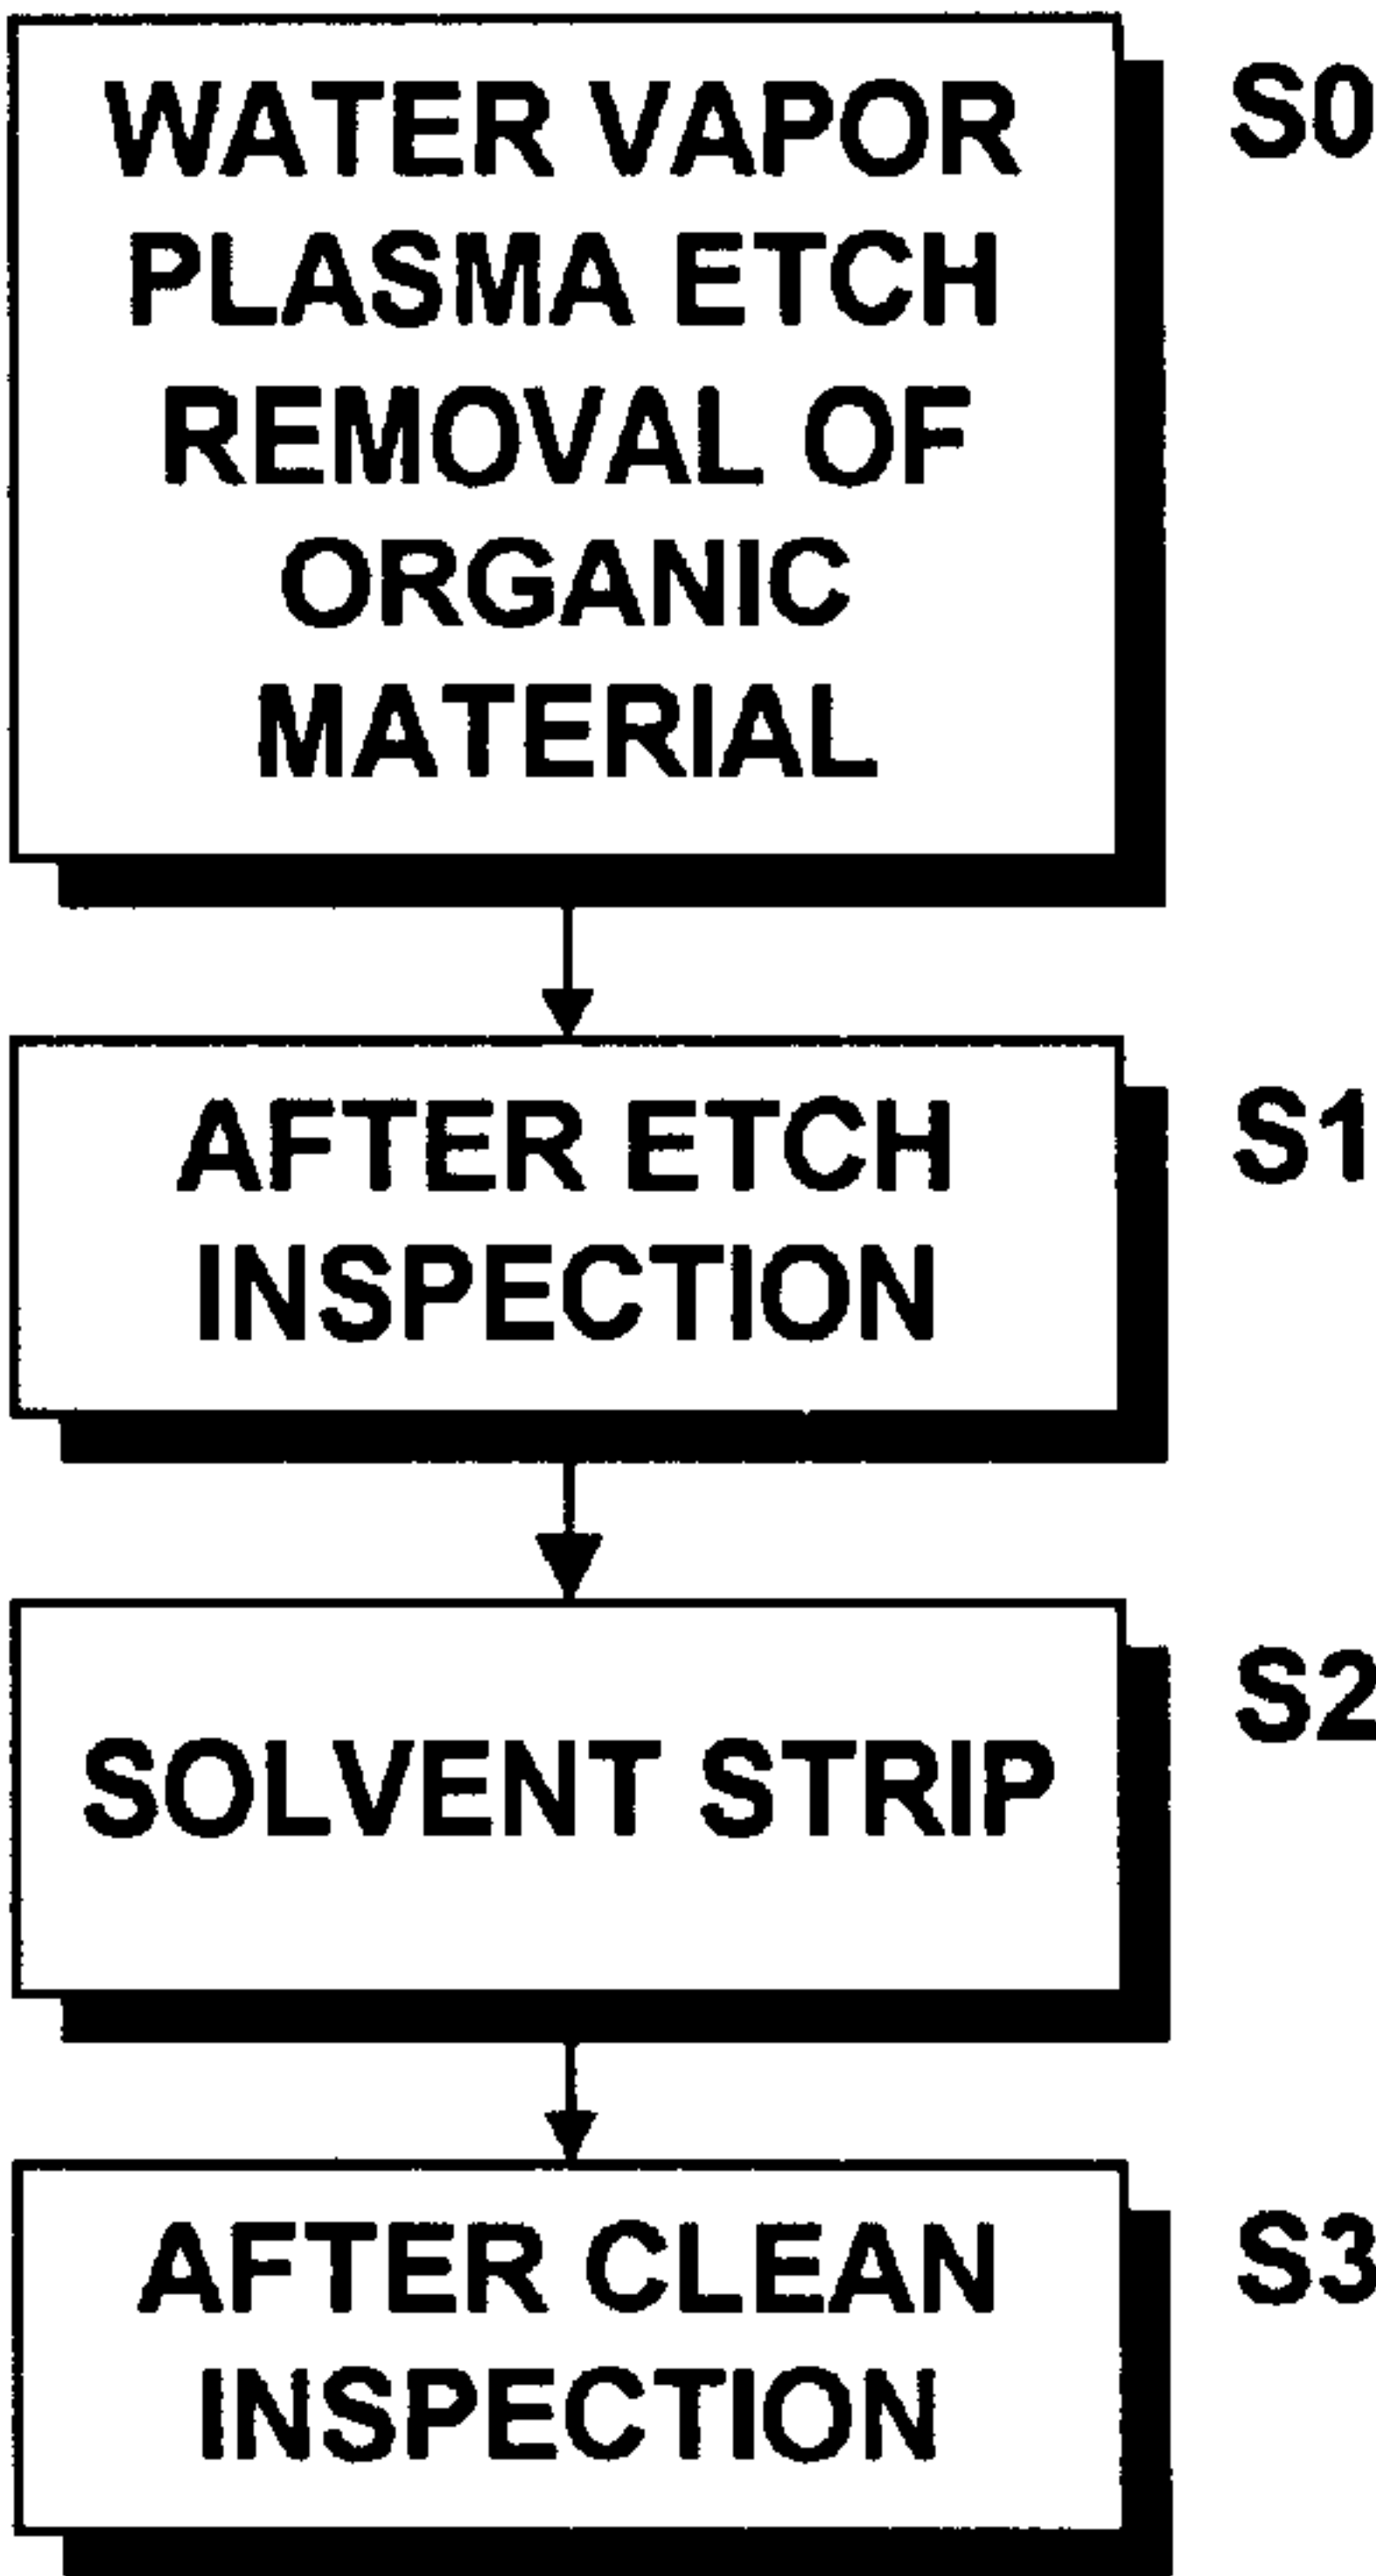 WATER VAPOR
PLASMA ETCH
REMOVAL OF
ORGANIC
MATERIAL
S0
AFTER ETCH
INSPECTION
S1
SOLVENT STRIP
S2
AFTER CLEAN
INSPECTION
S3